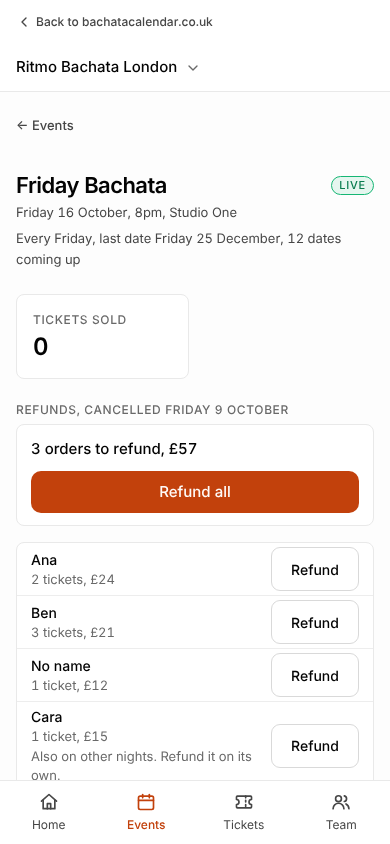 Back to bachatacalendar.co.uk
Ritmo Bachata London
← Events
Friday Bachata
LIVE
Friday 16 October, 8pm, Studio One
Every Friday, last date Friday 25 December, 12 dates
coming up
TICKETS SOLD
0
REFUNDS, CANCELLED FRIDAY 9 OCTOBER
3 orders to refund, £57
Refund all
Ana
2 tickets, £24
Refund
Ben
3 tickets, £21
Refund
No name
1 ticket, £12
Refund
Cara
1 ticket, £15
Also on other nights. Refund it on its
own.
Refund
Home
Events
Tickets
Team